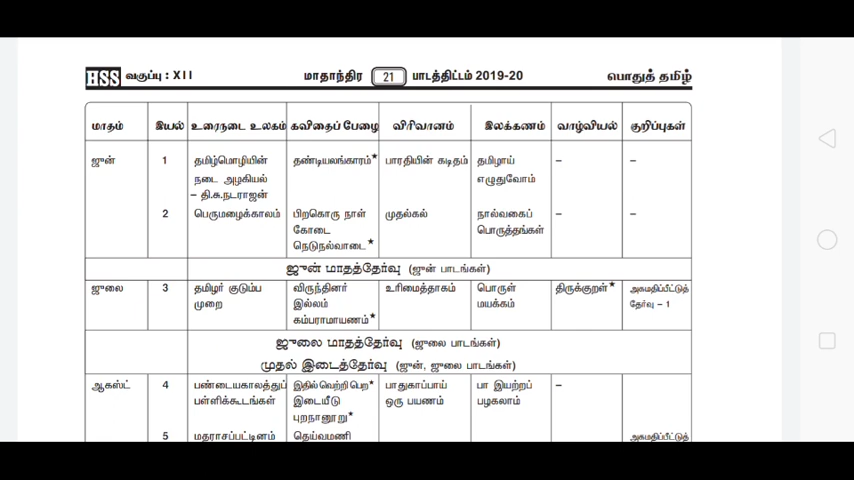 HSS வகுப்பு : XII மாதாந்திர 21 பாடத்திட்டம் 2019-20 பொதுத் தமிழ்
மாதம் இயல் உரைநடை உலகம் கவிதைப் பேழை விரிவானம் இலக்கணம் வாழ்வியல் குறிப்புகள்
ஜூன் 1 தமிழ்மொழியின் தண்டியலங்காரம்* பாரதியின் கடிதம் தமிழாய் – –
நடை அழகியல் எழுதுவோம்
– தி.சு.நடராஜன்
2 பெருமழைக்காலம் பிறகொரு நாள் முதல்கல் நால்வகைப் – –
கோடை பொருத்தங்கள்
நெடுநல்வாடை*
ஜுன் மாதத்தேர்வு (ஜுன் பாடங்கள்)
ஜுலை 3 தமிழர் குடும்ப விருந்தினர் உரிமைத்தாகம் பொருள் திருக்குறள்* அகமதிப்பீட்டுத்
முறை இல்லம் மயக்கம் தேர்வு – 1
கம்பராமாயணம்*
ஜுலை மாதத்தேர்வு (ஜுலை பாடங்கள்)
முதல் இடைத்தேர்வு (ஜுன், ஜுலை பாடங்கள்)
ஆகஸ்ட் 4 பண்டையகாலத்துப் இதில் வெற்றி பெற* பாதுகாப்பாய் பா இயற்றப் –
பள்ளிக்கூடங்கள் இடையீடு ஒரு பயணம் பழகலாம்
புறநானூறு*
5 மதராசப்பட்டினம் தெய்வமணி அகமதிப்பீட்டுத்